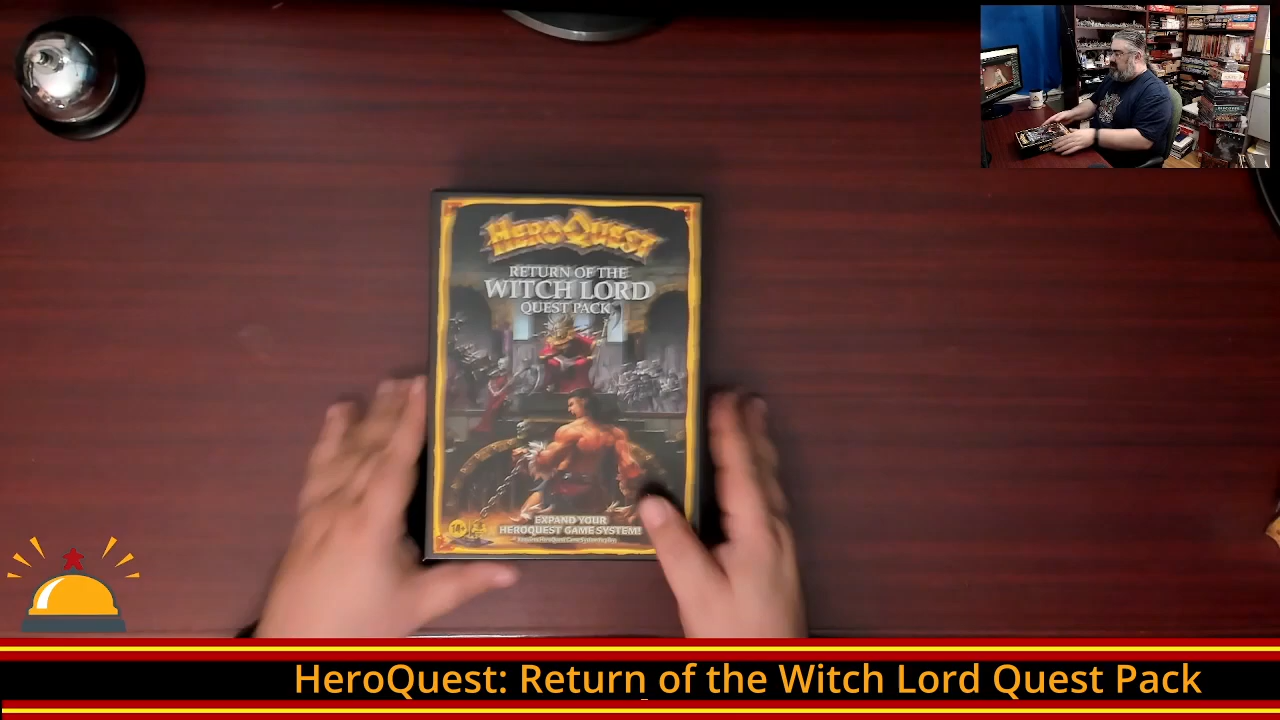 HEROQUEST
RETURN OF THE
WITCH LORD
QUEST PACK
14+
EXPAND YOUR
HEROQUEST GAME SYSTEM!
HeroQuest: Return of the Witch Lord Quest Pack